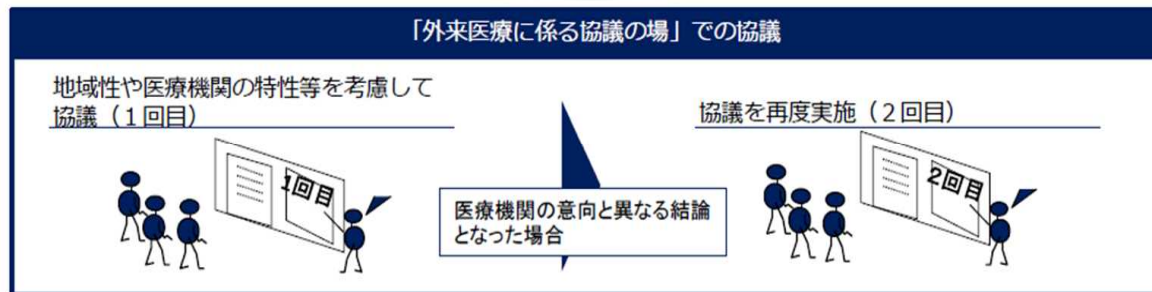 「外来医療に係る協議の場」での協議
地域性や医療機関の特性等を考慮して
協議（１回目）
1回目
医療機関の意向と異なる結論
となった場合
協議を再度実施（２回目）
2回目